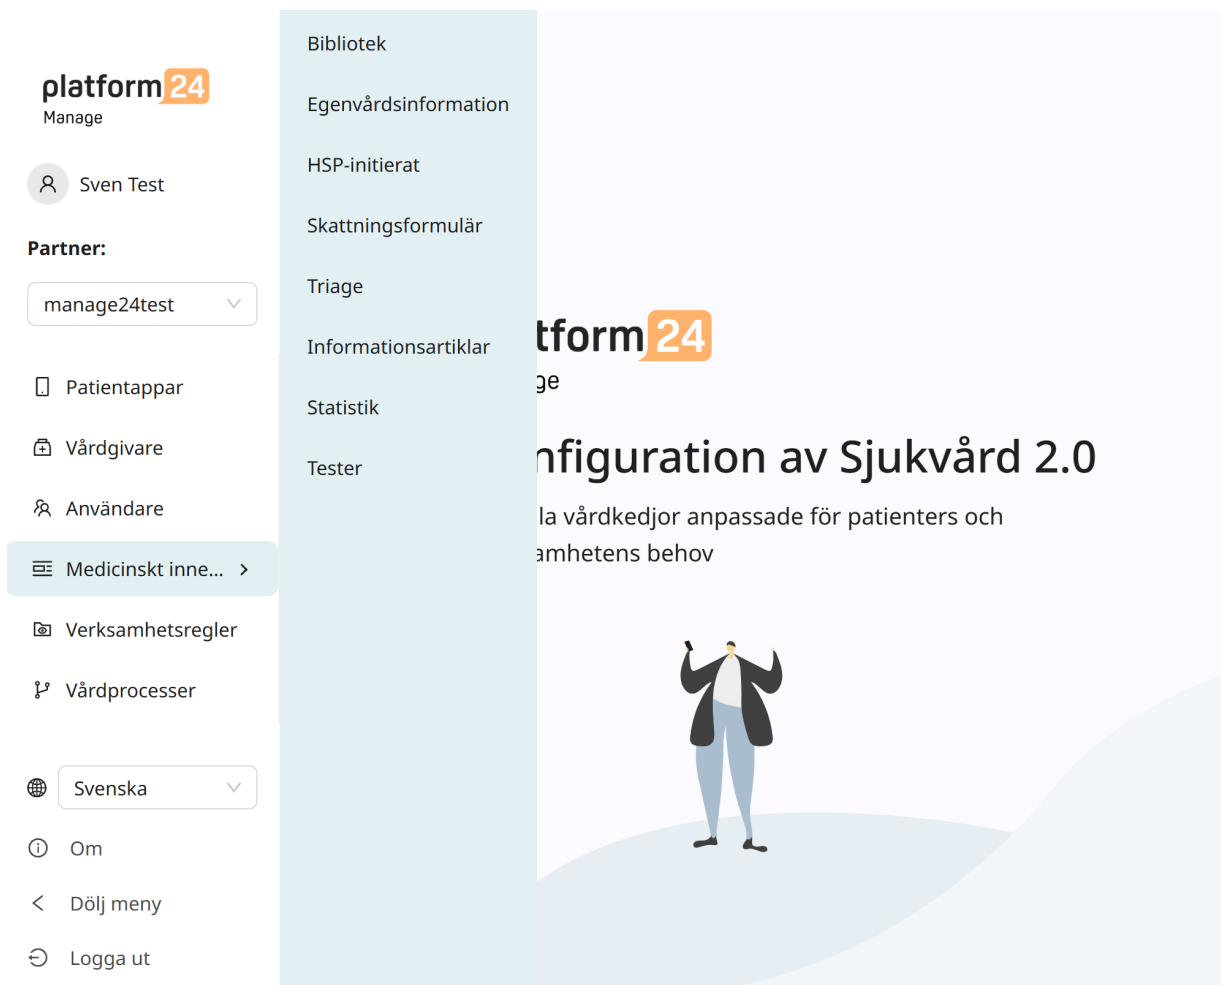 platform24
Manage
Sven Test
Partner:
manage24test
Patientappar
Vårdgivare
Användare
Medicinskt inne...
Verksamhetsregler
Vårdprocesser
Svenska
Om
Dölj meny
Logga ut
Bibliotek
Egenvårdsinformation
HSP-initierat
Skattningsformulär
Triage
Informationsartiklar
Statistik
Tester
tform24
ge
nfiguration av Sjukvård 2.0
la vårdkedjor anpassade för patienters och
amhetens behov